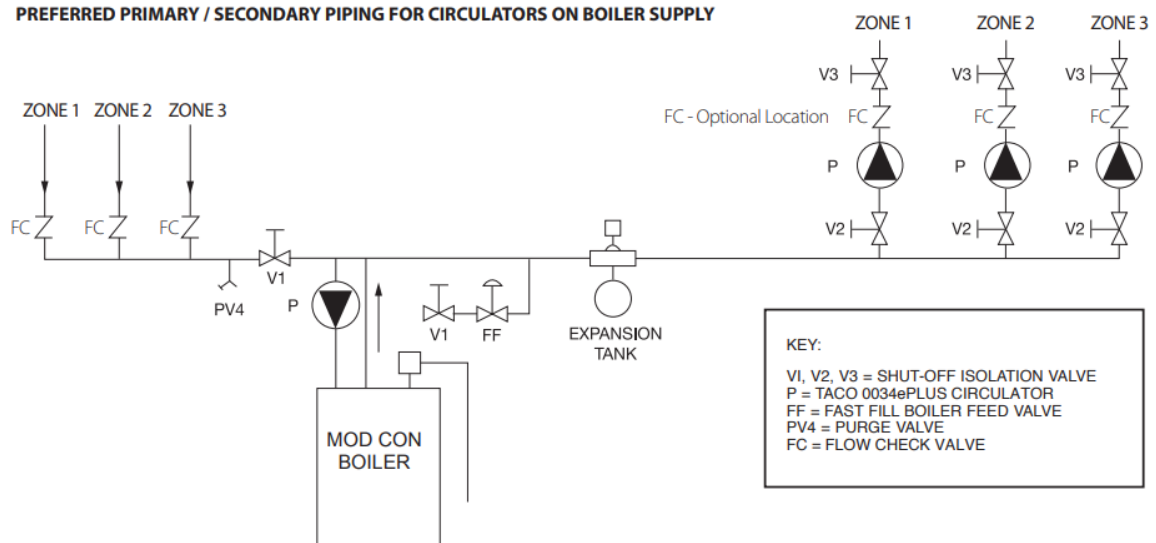 PREFERRED PRIMARY / SECONDARY PIPING FOR CIRCULATORS ON BOILER SUPPLY
ZONE 1 ZONE 2 ZONE 3
V3 V3 V3
ZONE 1 ZONE 2 ZONE 3
FC - Optional Location FC FC FC
P P P
FC FC FC
V2 V2 V2
V1
PV4 P
V1 FF
EXPANSION
TANK
MOD CON
BOILER
KEY:
VI, V2, V3 = SHUT-OFF ISOLATION VALVE
P = TACO 0034ePLUS CIRCULATOR
FF = FAST FILL BOILER FEED VALVE
PV4 = PURGE VALVE
FC = FLOW CHECK VALVE